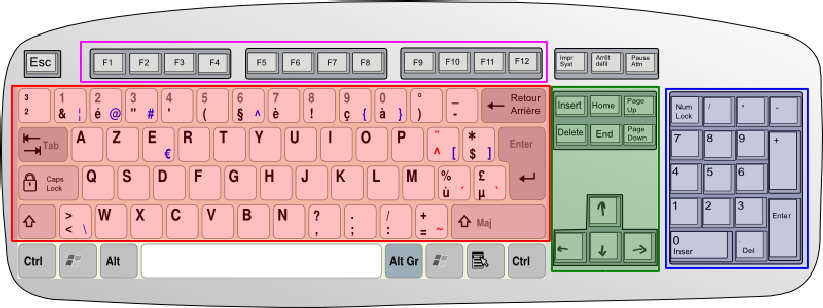 Esc F1 F2 F3 F4 F5 F6 F7 F8 F9 F10 F11 F12
Impr
Syst
Arrêt
défil
Pause
Attn
3 1 2 3 4 5 6 7 8 9 0 ° _
2 & ¦ é @ " # ' ( § ^ è ! ç { à } ) -
Retour
Arrière
Insert Home Page
Up
Num
Lock
/ * -
Tab A Z E € R T Y U I O P ¨ ^ [ * $ ] Enter
Delete End Page
Down
7 8 9 +
Caps
Lock
Q S D F G H J K L M % ù ´ £ µ `
4 5 6
> < \ W X C V B N ? , . ; / : + = ~ Maj
1 2 3 Enter
Ctrl Alt Alt Gr Ctrl
0
Inser
.
Del